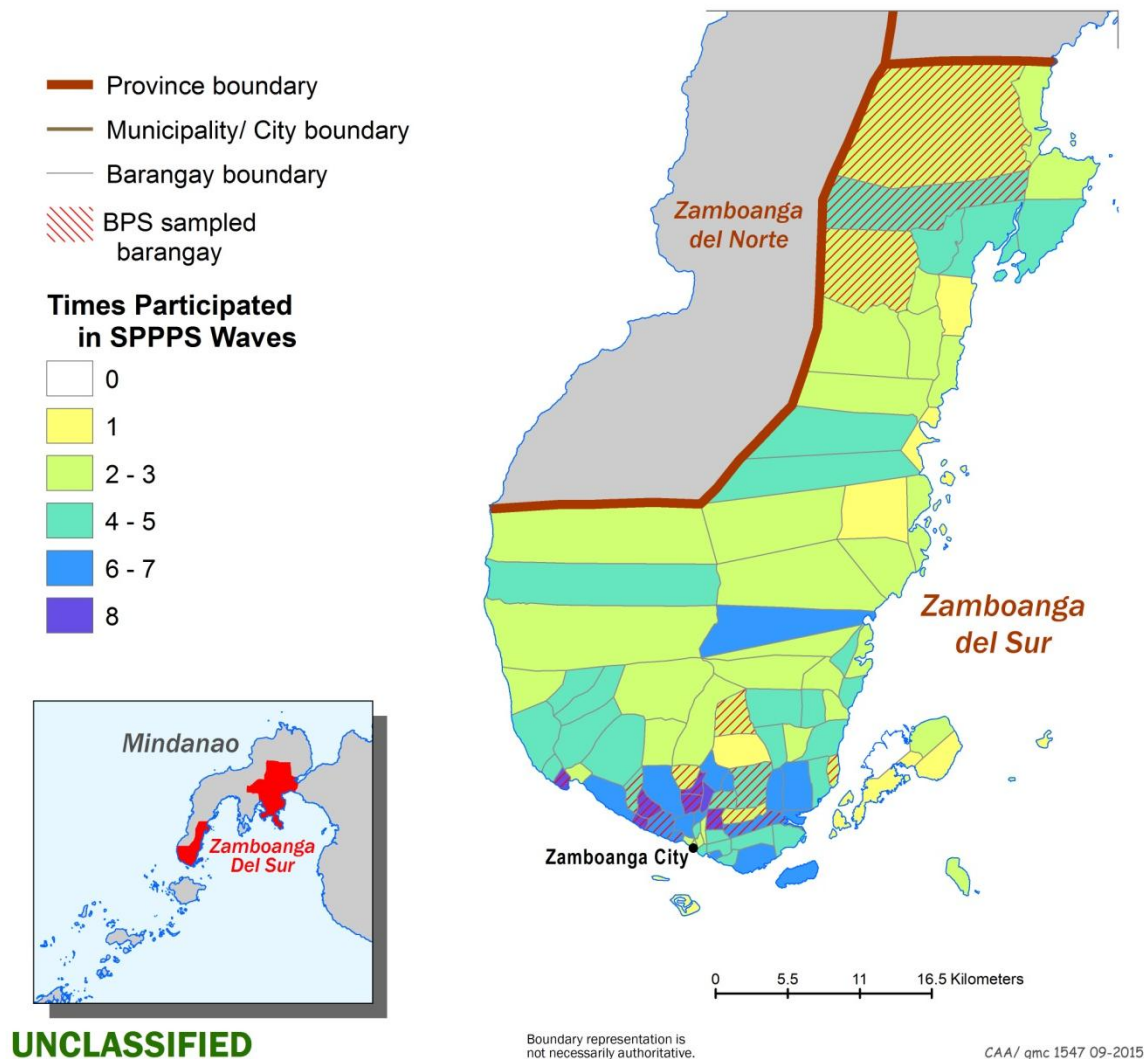 Province boundary
Municipality/ City boundary
Barangay boundary
BPS sampled
barangay
Times Participated
in SPPPS Waves
0
1
2 - 3
4 - 5
6 - 7
8
Zamboanga
del Norte
Zamboanga
del Sur
Zamboanga City
Mindanao
Zamboanga
Del Sur
0 5.5 11 16.5 Kilometers
UNCLASSIFIED
Boundary representation is
not necessarily authoritative.
CAA/ gmc 1547 09-2015